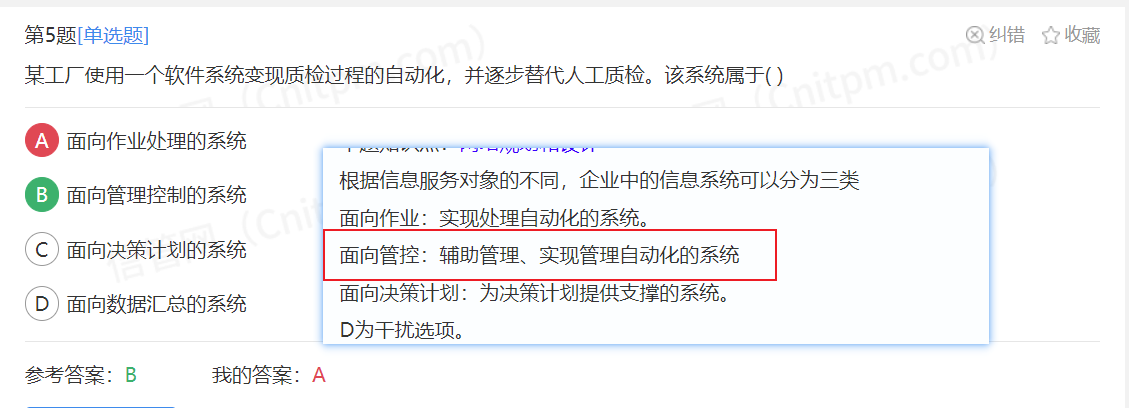 第5题[单选题]
纠错 收藏
某工厂使用一个软件系统变现质检过程的自动化，并逐步替代人工质检。该系统属于( )
A 面向作业处理的系统
B 面向管理控制的系统
C 面向决策计划的系统
D 面向数据汇总的系统
根据信息服务对象的不同，企业中的信息系统可以分为三类
面向作业：实现处理自动化的系统。
面向管控：辅助管理、实现管理自动化的系统
面向决策计划：为决策计划提供支撑的系统。
D为干扰选项。
参考答案：B 我的答案：A
信管网（Cnitpm.com）